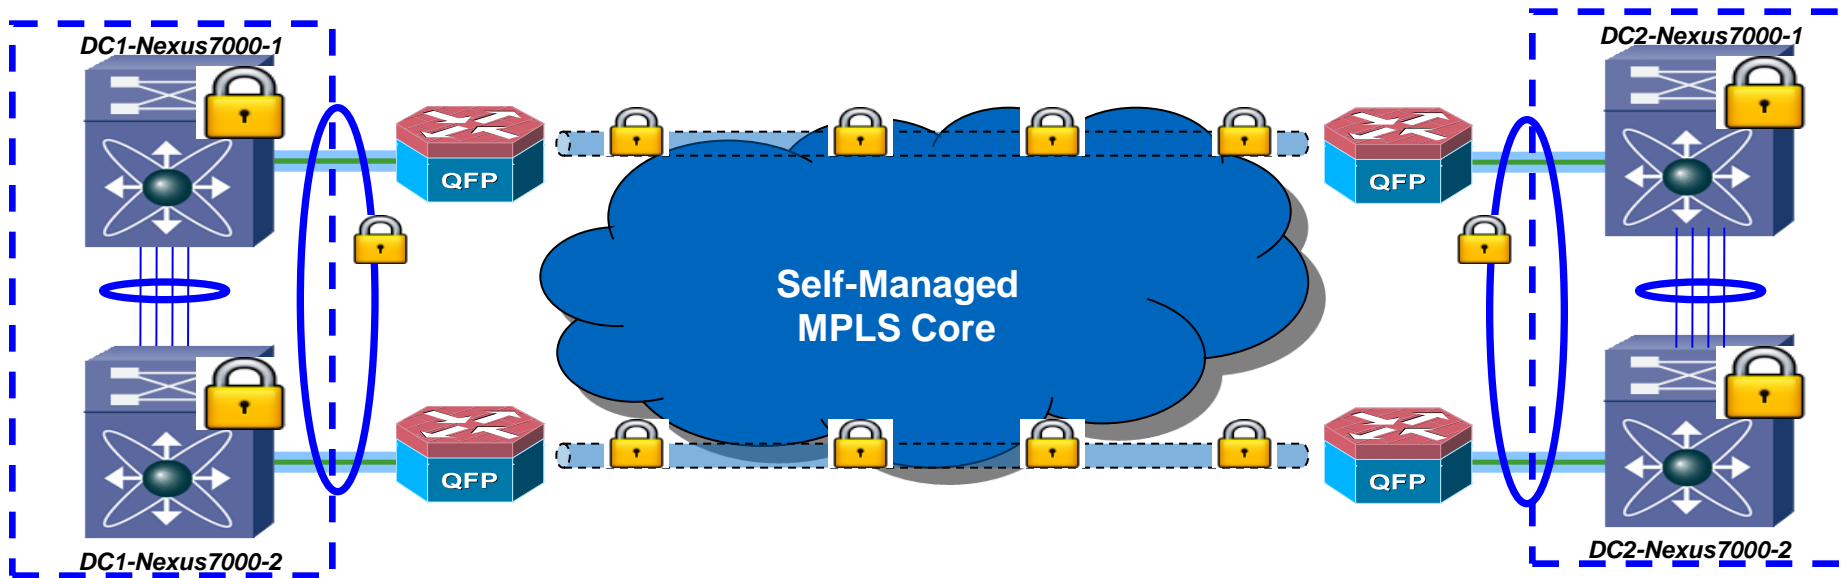 DC1-Nexus7000-1
DC2-Nexus7000-1
QFP
QFP
Self-Managed
MPLS Core
QFP
QFP
DC1-Nexus7000-2
DC2-Nexus7000-2